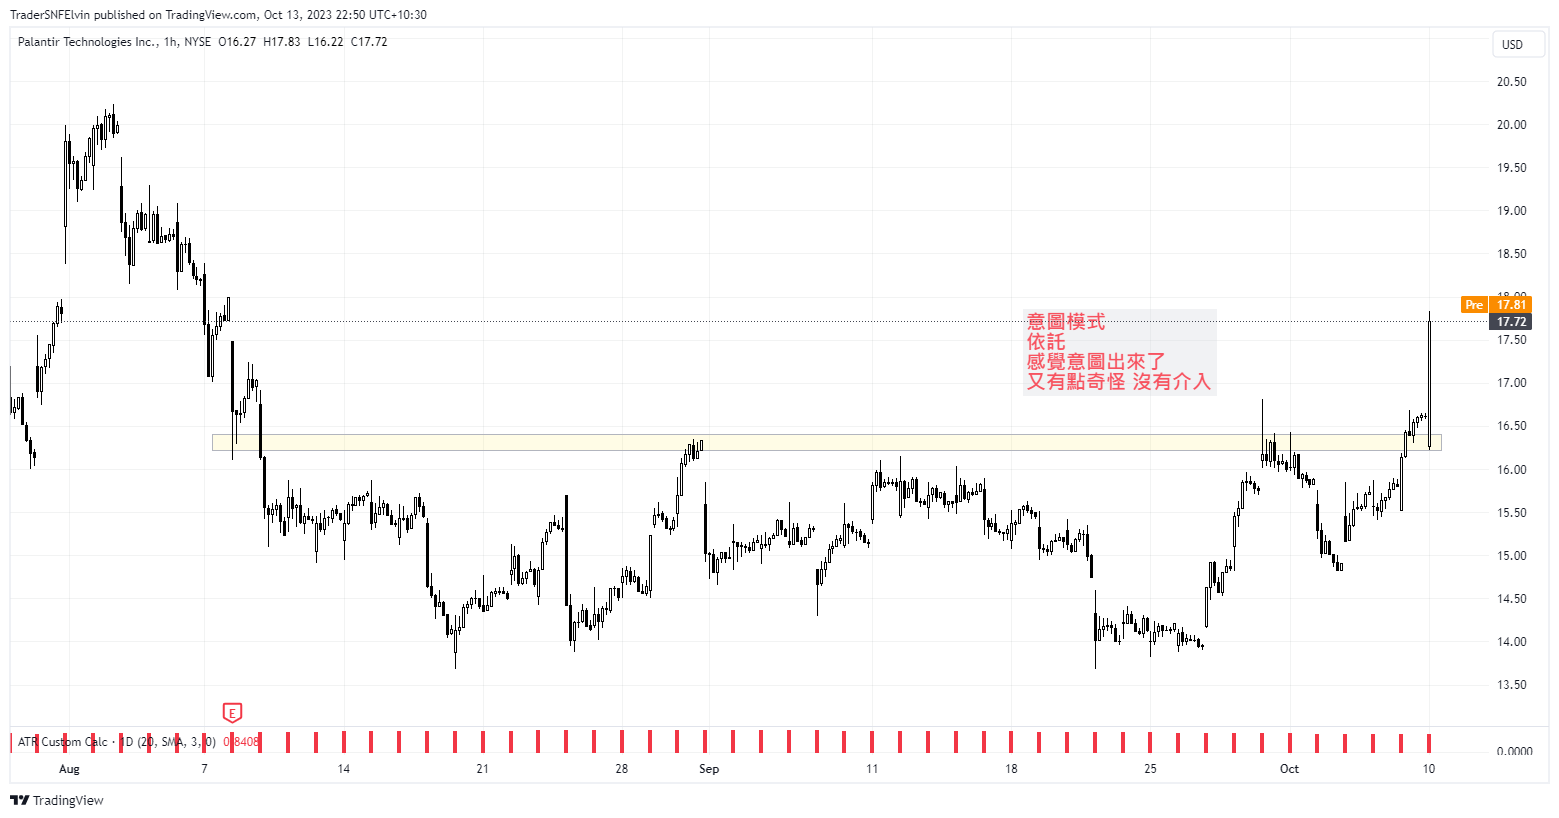 TraderSNFElvin published on TradingView.com, Oct 13, 2023 22:50 UTC+10:30
Palantir Technologies Inc., 1h, NYSE O16.27 H17.83 L16.22 C17.72
USD
20.50
20.00
19.50
19.00
18.50
18.00
Pre 17.81
17.72
17.50
17.00
16.50
16.00
15.50
15.00
14.50
14.00
13.50
意圖模式
依託
感覺意圖出來了
又有點奇怪 沒有介入
E
ATR Custom Calc · 1D (20, SMA, 3, 0) 0.8408
0.0000
Aug 7 14 21 28 Sep 11 18 25 Oct 10
TradingView